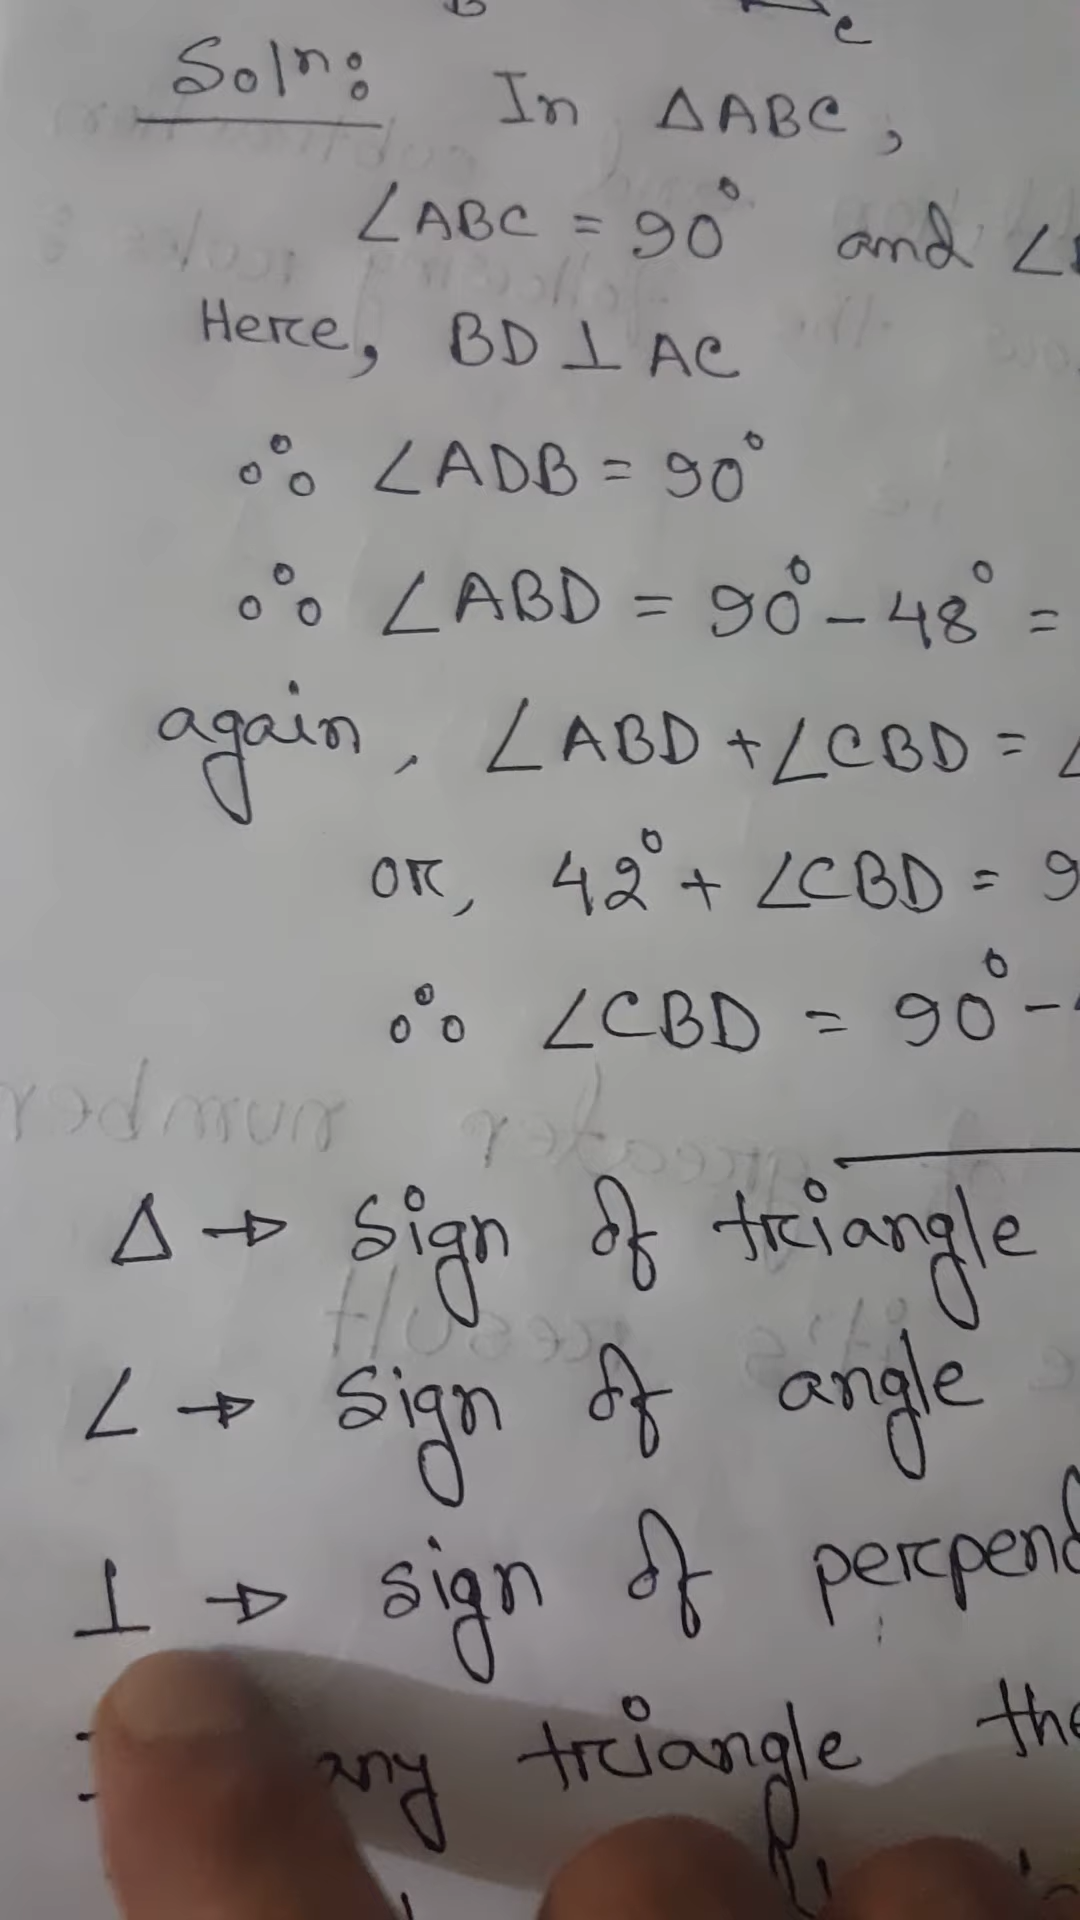 B
c
Soln:
In ΔABC,
∠ABC = 90° and ∠
Here, BD ⊥ AC
∴ ∠ADB = 90°
∴ ∠ABD = 90° - 48° =
again, ∠ABD + ∠CBD = ∠
or, 42° + ∠CBD = 9
∴ ∠CBD = 90° -
Δ → Sign of triangle
∠ → Sign of angle
⊥ → sign of perpend
any triangle the